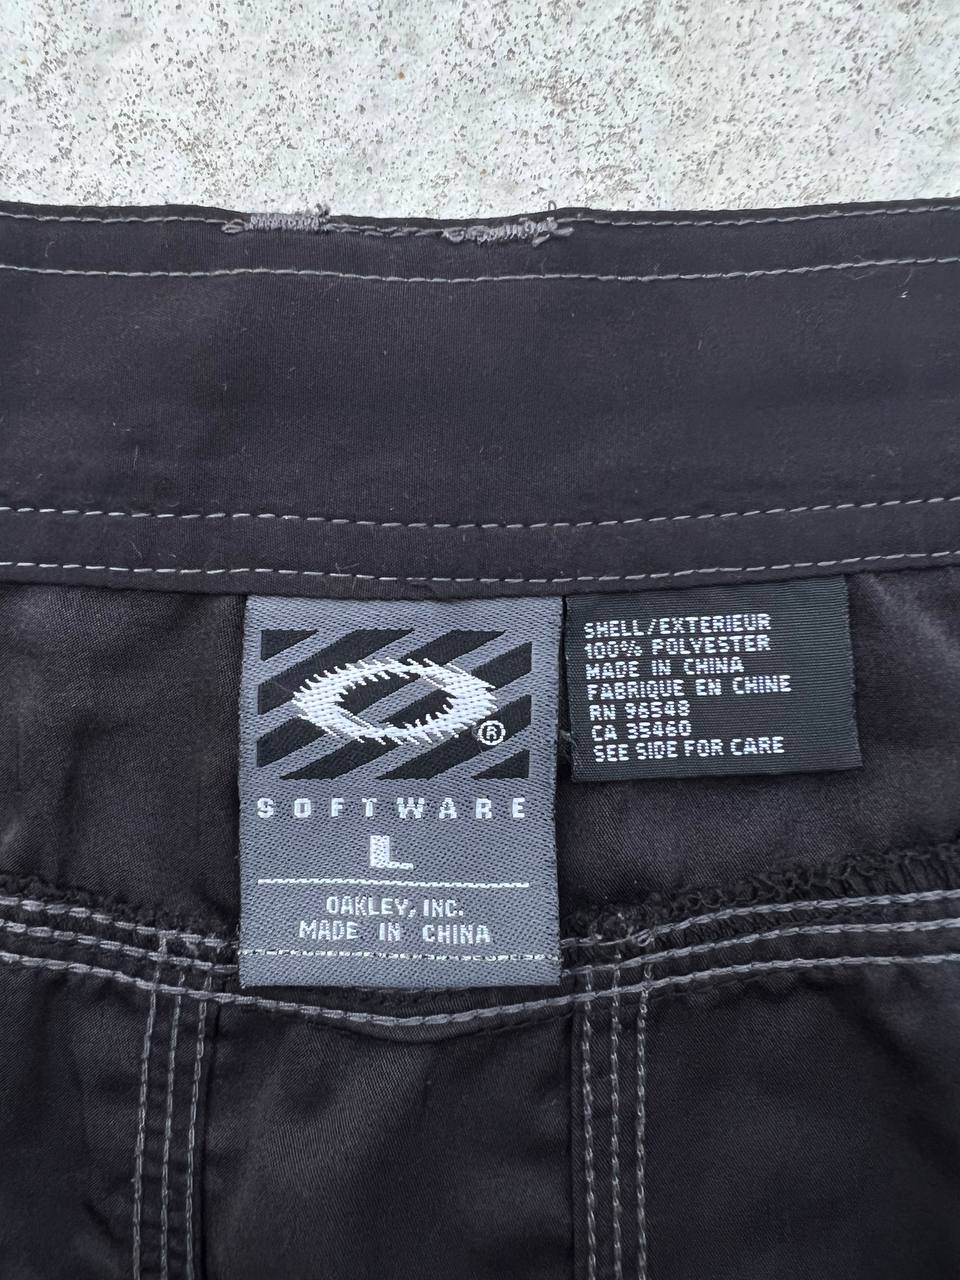 ®
SOFTWARE
L
OAKLEY, INC.
MADE IN CHINA
SHELL/EXTERIEUR
100% POLYESTER
MADE IN CHINA
FABRIQUE EN CHINE
RN 96548
CA 35460
SEE SIDE FOR CARE